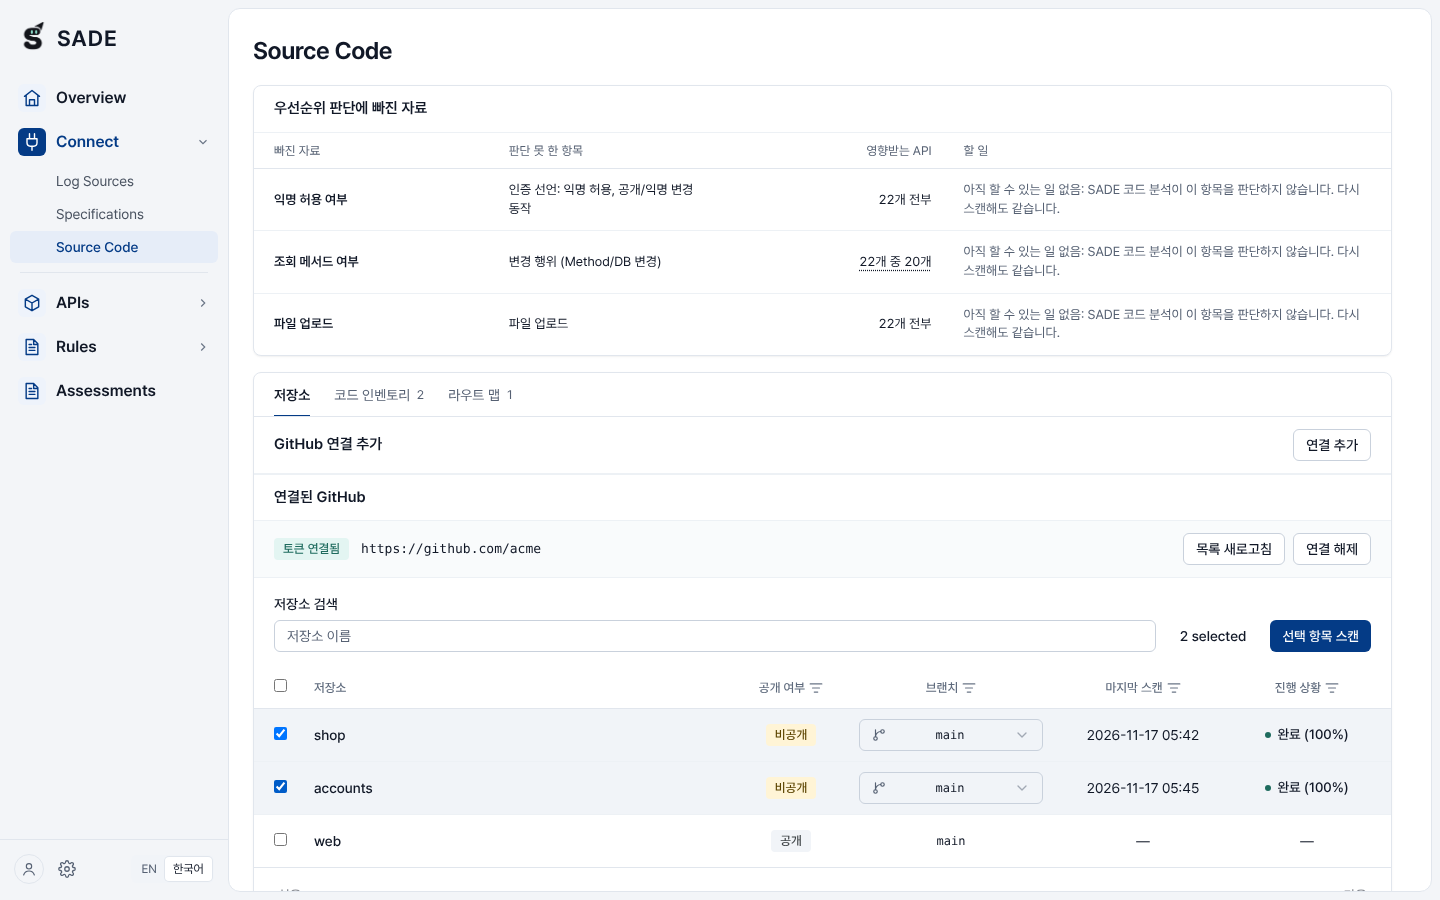 SADE
Overview
Connect
Log Sources
Specifications
Source Code
APIs
Rules
Assessments
EN 한국어
Source Code
우선순위 판단에 빠진 자료
빠진 자료 판단 못 한 항목 영향받는 API 할 일
익명 허용 여부 인증 선언: 익명 허용, 공개/익명 변경 동작 22개 전부 아직 할 수 있는 일 없음: SADE 코드 분석이 이 항목을 판단하지 않습니다. 다시 스캔해도 같습니다.
조회 메서드 여부 변경 행위 (Method/DB 변경) 22개 중 20개 아직 할 수 있는 일 없음: SADE 코드 분석이 이 항목을 판단하지 않습니다. 다시 스캔해도 같습니다.
파일 업로드 파일 업로드 22개 전부 아직 할 수 있는 일 없음: SADE 코드 분석이 이 항목을 판단하지 않습니다. 다시 스캔해도 같습니다.
저장소 코드 인벤토리 2 라우트 맵 1
GitHub 연결 추가 연결 추가
연결된 GitHub
토큰 연결됨 https://github.com/acme 목록 새로고침 연결 해제
저장소 검색
저장소 이름 2 selected 선택 항목 스캔
저장소 공개 여부 브랜치 마지막 스캔 진행 상황
shop 비공개 main 2026-11-17 05:42 완료 (100%)
accounts 비공개 main 2026-11-17 05:45 완료 (100%)
web 공개 main — —